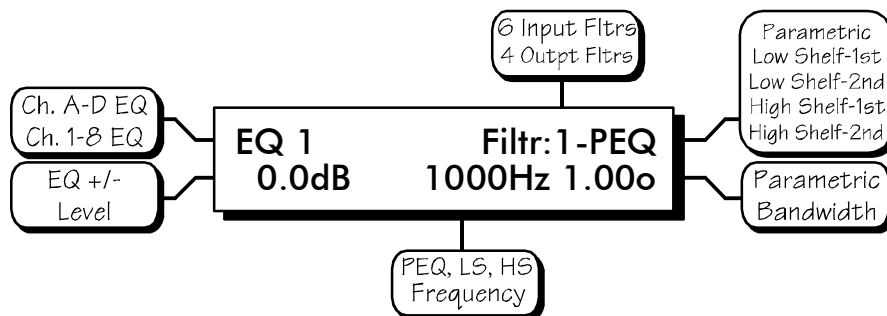 6 Input Fltrs
4 Outpt Fltrs
Parametric
Low Shelf-1st
Low Shelf-2nd
High Shelf-1st
High Shelf-2nd
Ch. A-D EQ
Ch. 1-8 EQ
EQ 1 Filtr:1-PEQ
0.0dB 1000Hz 1.00o
EQ +/-
Level
Parametric
Bandwidth
PEQ, LS, HS
Frequency